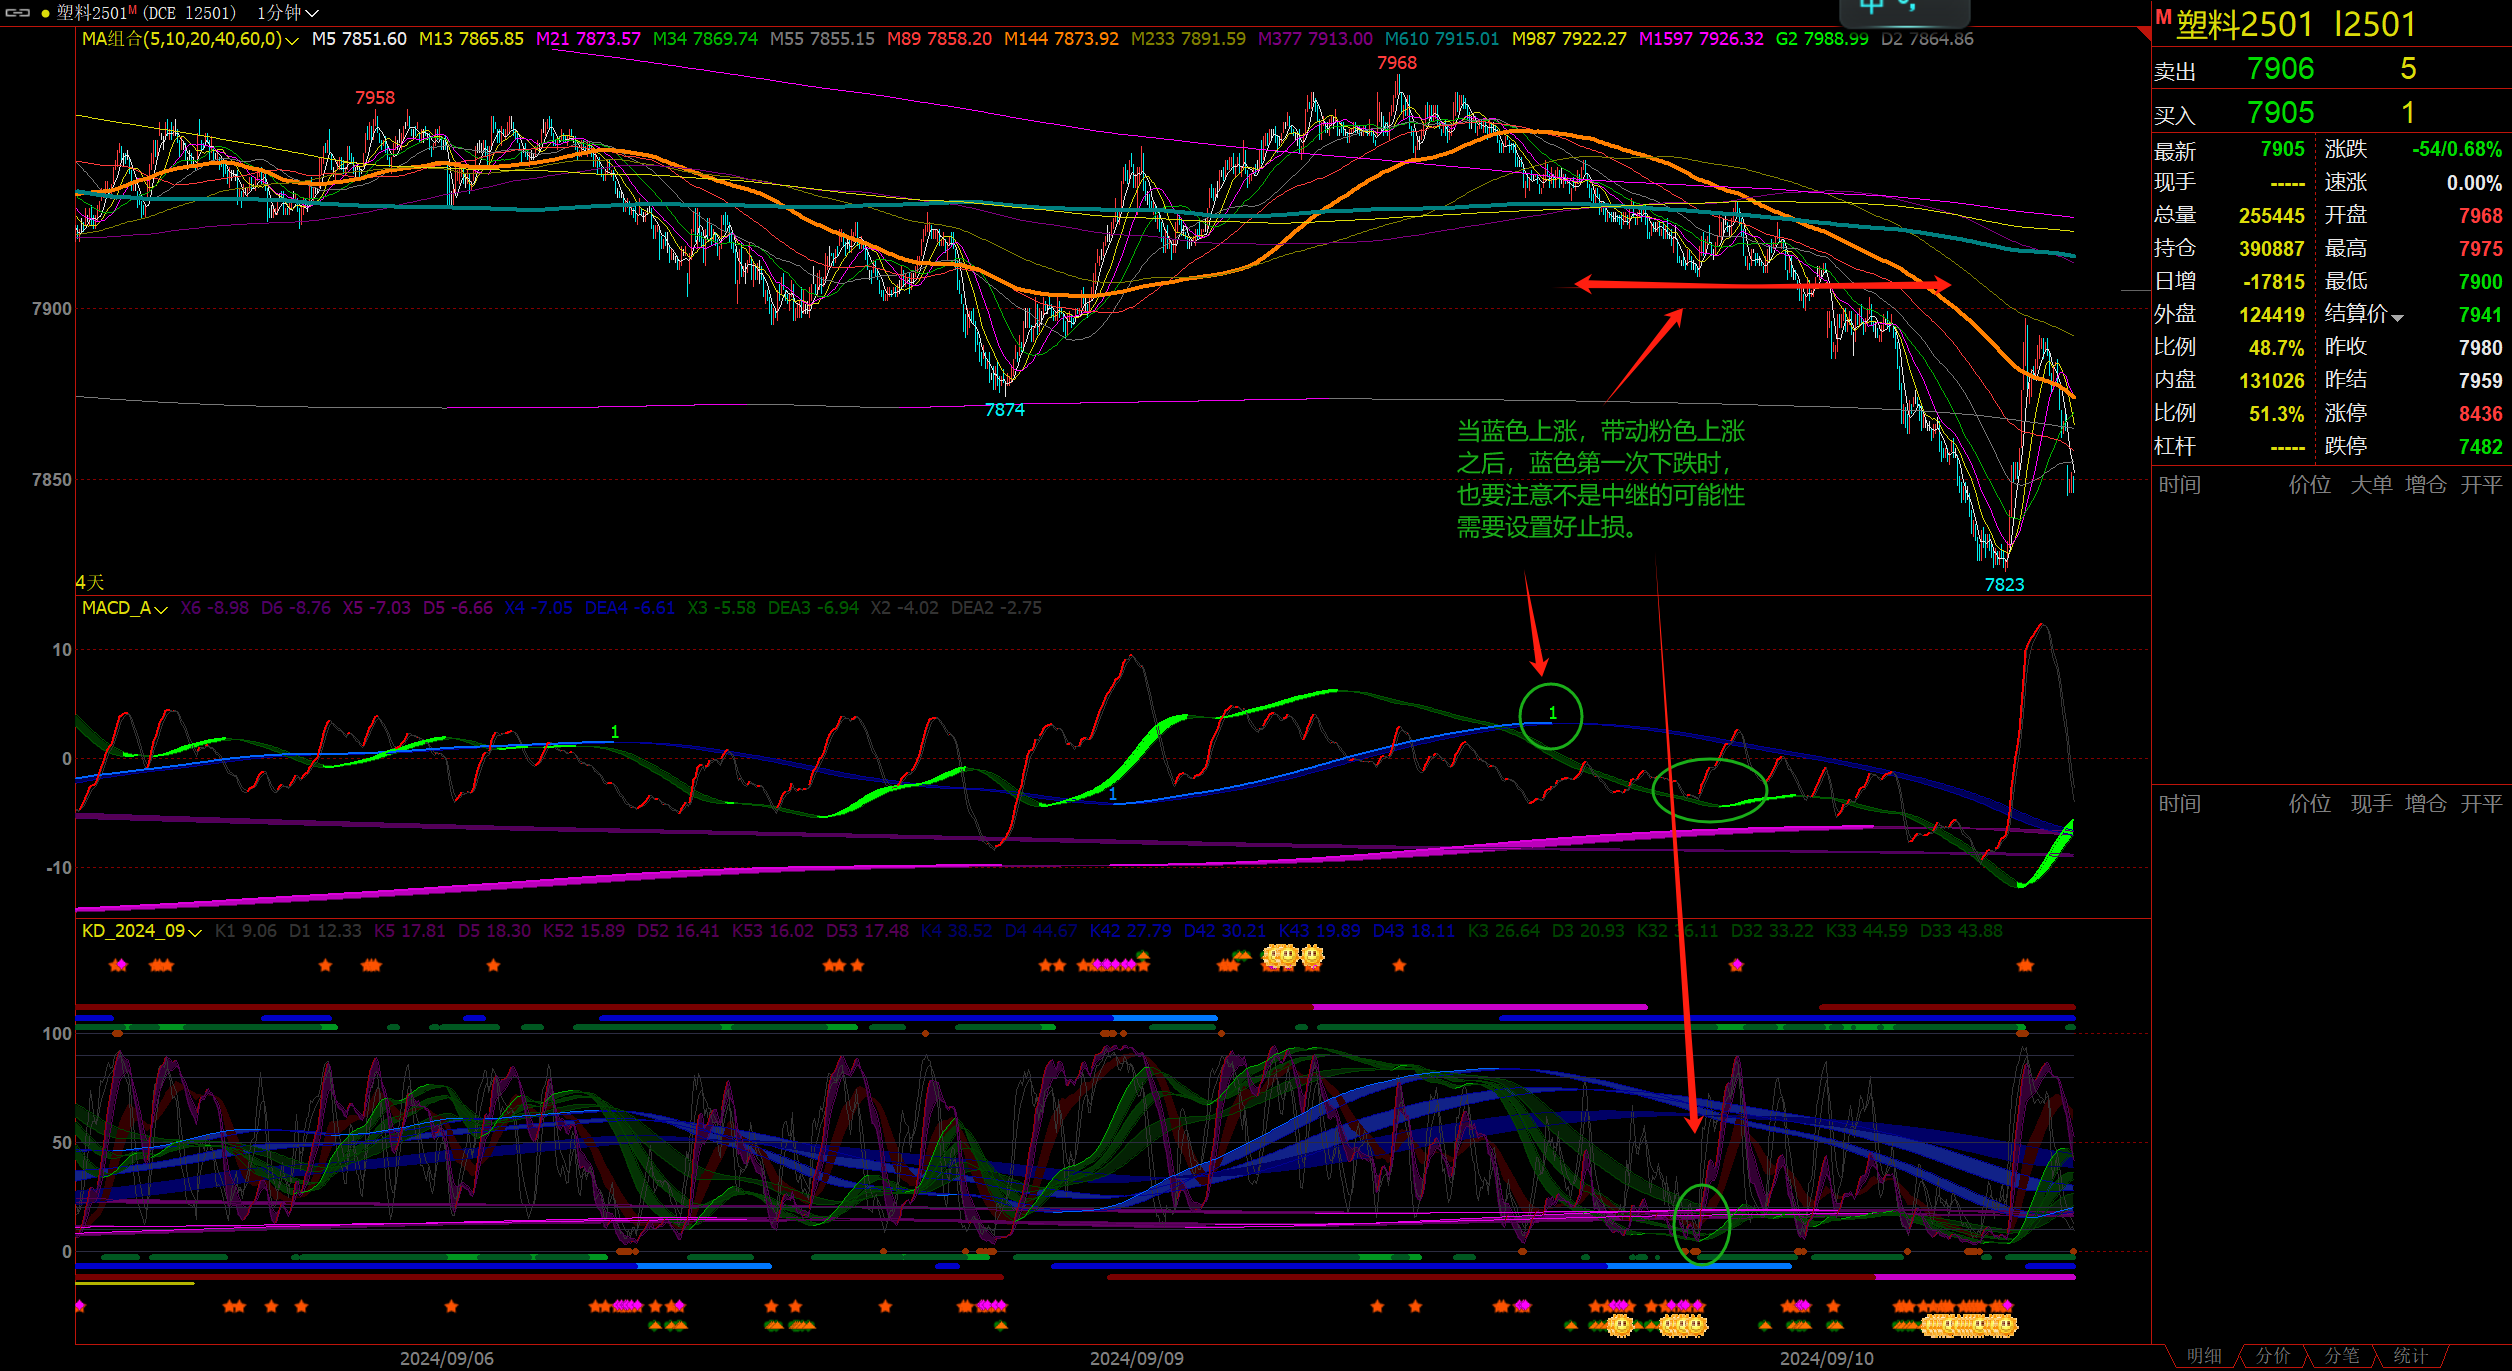 塑料2501M (DCE l2501) 1分钟
中
MA组合(5,10,20,40,60,0) M5 7851.60 M13 7865.85 M21 7873.57 M34 7869.74 M55 7855.15 M89 7858.20 M144 7873.92 M233 7891.59 M377 7913.00 M610 7915.01 M987 7922.27 M1597 7926.32 G2 7988.99 D2 7864.86
7968
7958
7900
7874
当蓝色上涨，带动粉色上涨
之后，蓝色第一次下跌时，
也要注意不是中继的可能性
需要设置好止损。
7850
4天
7823
MACD_A X6 -8.98 D6 -8.76 X5 -7.03 D5 -6.66 X4 -7.05 DEA4 -6.61 X3 -5.58 DEA3 -6.94 X2 -4.02 DEA2 -2.75
10
1
1
0
1
-10
KD_2024_09 K1 9.06 D1 12.33 K5 17.81 D5 18.30 K52 15.89 D52 16.41 K53 16.02 D53 17.48 K4 38.52 D4 44.67 K42 27.79 D42 30.21 K43 19.89 D43 18.11 K3 26.64 D3 20.93 K32 36.11 D32 33.22 K33 44.59 D33 43.88
100
50
0
2024/09/06 2024/09/09 2024/09/10
M 塑料2501 l2501
卖出 7906 5
买入 7905 1
最新 7905 涨跌 -54/0.68%
现手 ----- 速涨 0.00%
总量 255445 开盘 7968
持仓 390887 最高 7975
日增 -17815 最低 7900
外盘 124419 结算价 7941
比例 48.7% 昨收 7980
内盘 131026 昨结 7959
比例 51.3% 涨停 8436
杠杆 ----- 跌停 7482
时间 价位 大单 增仓 开平
时间 价位 现手 增仓 开平
明细 分价 分笔 统计